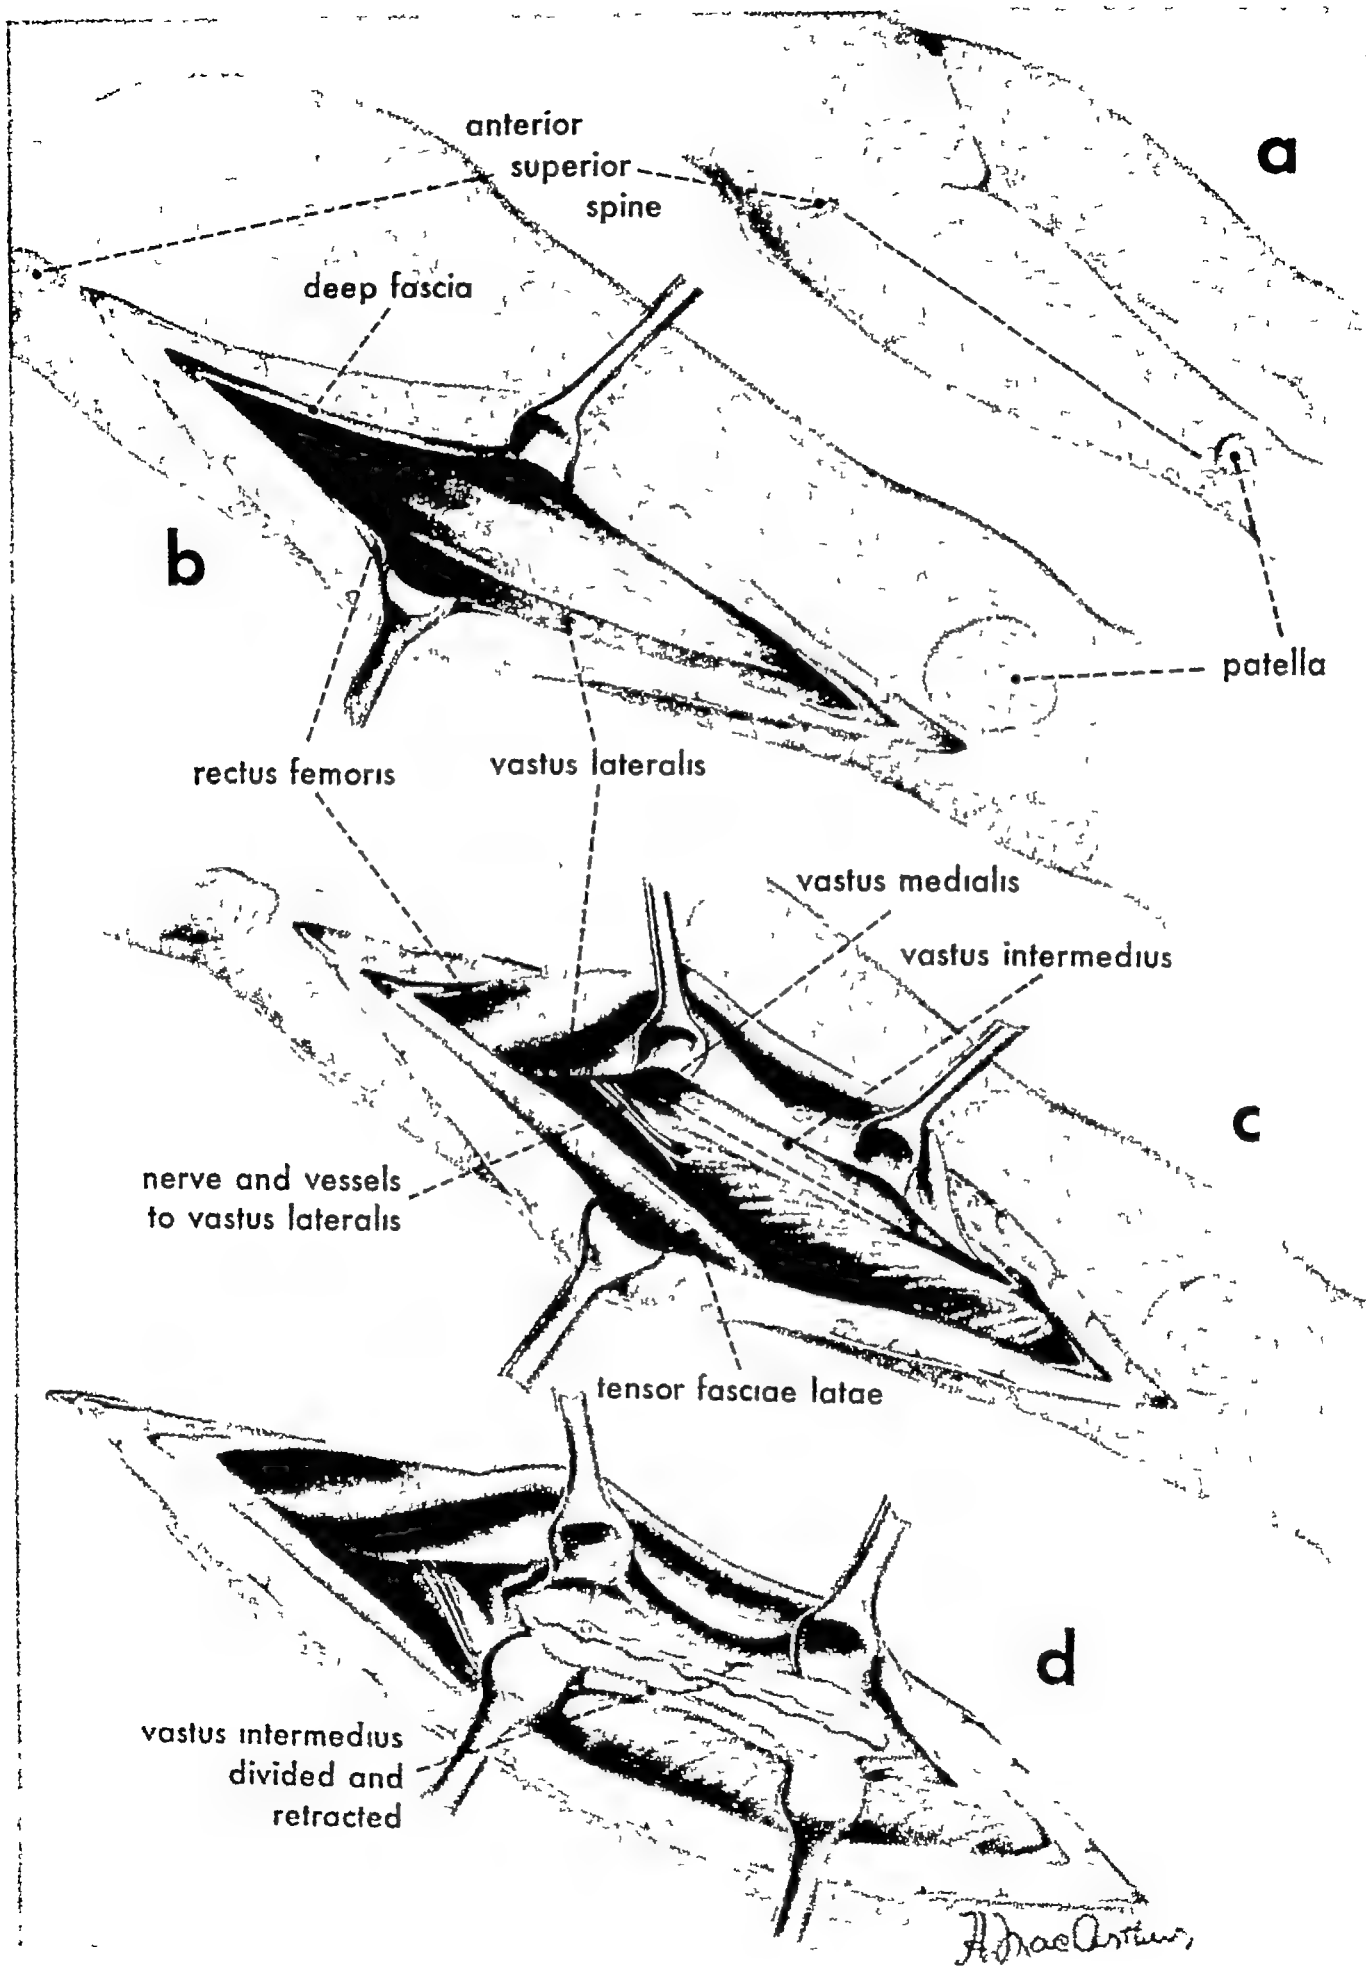 anterior
superior
spine
a
deep fascia
b
patella
rectus femoris
vastus lateralis
vastus medialis
vastus intermedius
c
nerve and vessels
to vastus lateralis
tensor fasciae latae
d
vastus intermedius
divided and
retracted
H. MacArthur